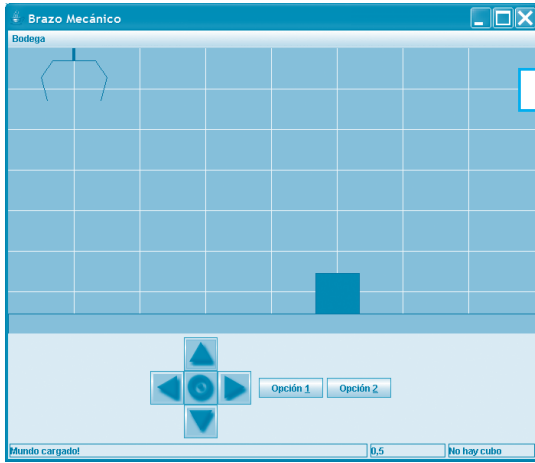 Brazo Mecánico
Bodega
Opción 1 Opción 2
Mundo cargado! 0,5 No hay cubo